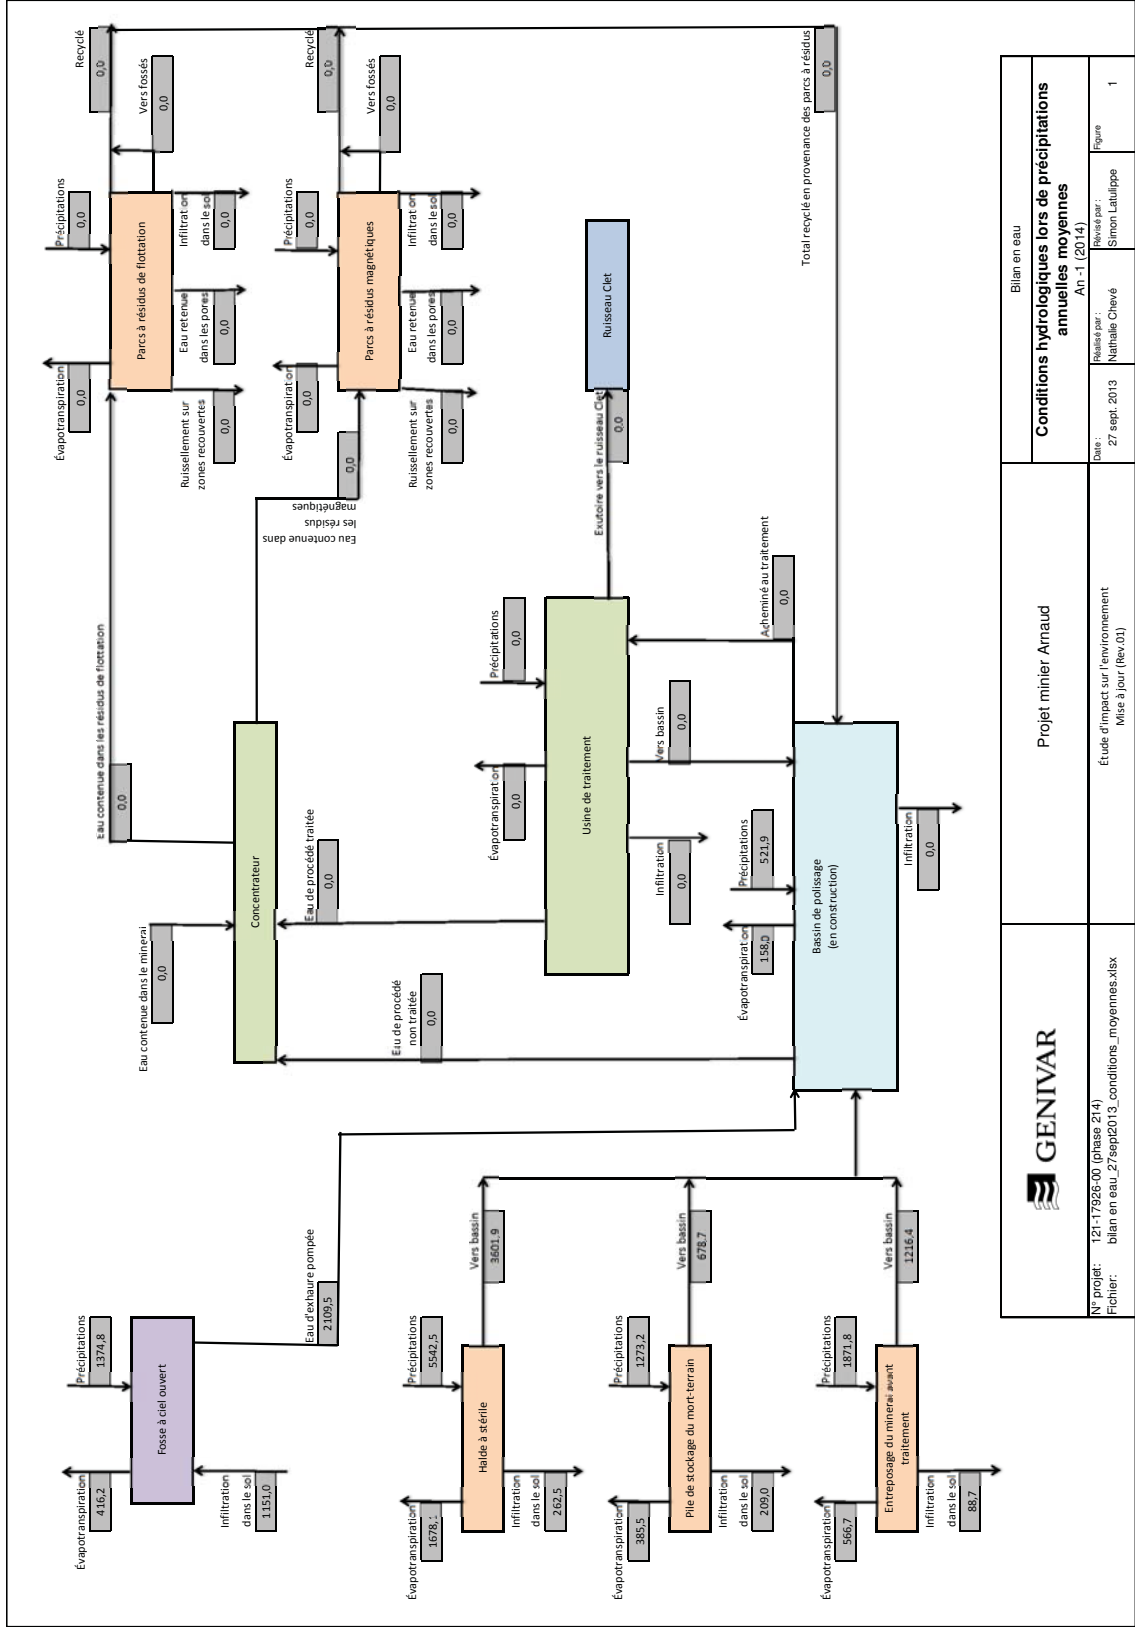 Évapotranspiration
416,2
Précipitations
1374,8
Fosse à ciel ouvert
Infiltration
dans le sol
1151,0
Eau d'exhaure pompée
2109,5
Évapotranspiration
Précipitations
5542,5
Halde à stérile
Infiltration
dans le sol
262,5
Vers bassin
3601,9
Évapotranspiration
385,5
Précipitations
1273,2
Pile de stockage du mort-terrain
Infiltration
dans le sol
209,0
Vers bassin
678,7
Évapotranspiration
566,7
Précipitations
1871,8
Entreposage du minerai avant
traitement
Infiltration
dans le sol
88,7
Vers bassin
1216,4
Eau contenue dans le minerai
0,0
Concentrateur
Eau contenue dans les résidus de flottation
0,0
Eau de procédé traitée
0,0
Eau de procédé
non traitée
0,0
Eau contenue dans
les résidus
magnétiques
0,0
Évapotranspiration
0,0
Précipitations
0,0
Usine de traitement
Infiltration
0,0
Vers bassin
0,0
Acheminé au traitement
0,0
Évapotranspiration
158,0
Précipitations
521,9
Bassin de polissage
(en construction)
Infiltration
0,0
Exutoire vers le ruisseau Clet
0,0
Ruisseau Clet
Évapotranspiration
0,0
Précipitations
0,0
Recyclé
0,0
Parcs à résidus de flottation
Vers fossés
0,0
Ruissellement sur
zones recouvertes
0,0
Eau retenue
dans les pores
0,0
Infiltration
dans le sol
0,0
Évapotranspiration
0,0
Précipitations
0,0
Recyclé
0,0
Parcs à résidus magnétiques
Vers fossés
0,0
Ruissellement sur
zones recouvertes
0,0
Eau retenue
dans les pores
0,0
Infiltration
dans le sol
0,0
Total recyclé en provenance des parcs à résidus
0,0
GENIVAR
N° projet: 121-17926-00 (phase 214)
Fichier: bilan en eau_27sept2013_conditions_moyennes.xlsx
Projet minier Arnaud
Étude d'impact sur l'environnement
Mise à jour (Rev.01)
Bilan en eau
Conditions hydrologiques lors de précipitations
annuelles moyennes
An -1 (2014)
Date :
27 sept. 2013
Réalisé par :
Nathalie Chevé
Révisé par :
Simon Latulippe
Figure
1